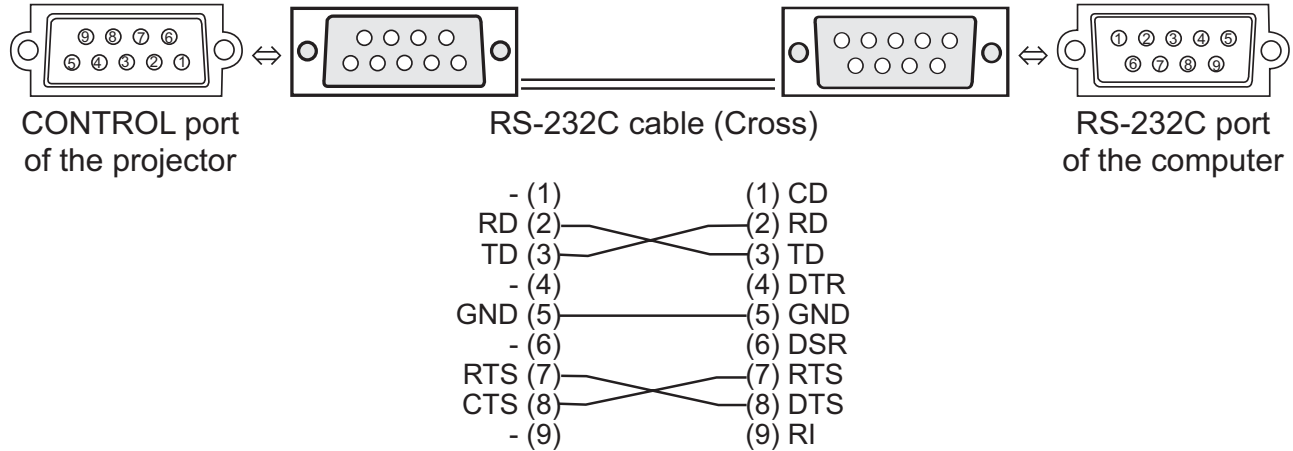 ⑨ ⑧ ⑦ ⑥
⑤ ④ ③ ② ①
① ② ③ ④ ⑤
⑥ ⑦ ⑧ ⑨
CONTROL port
of the projector
RS-232C cable (Cross)
RS-232C port
of the computer
- (1) (1) CD
RD (2) (2) RD
TD (3) (3) TD
- (4) (4) DTR
GND (5) (5) GND
- (6) (6) DSR
RTS (7) (7) RTS
CTS (8) (8) DTS
- (9) (9) RI